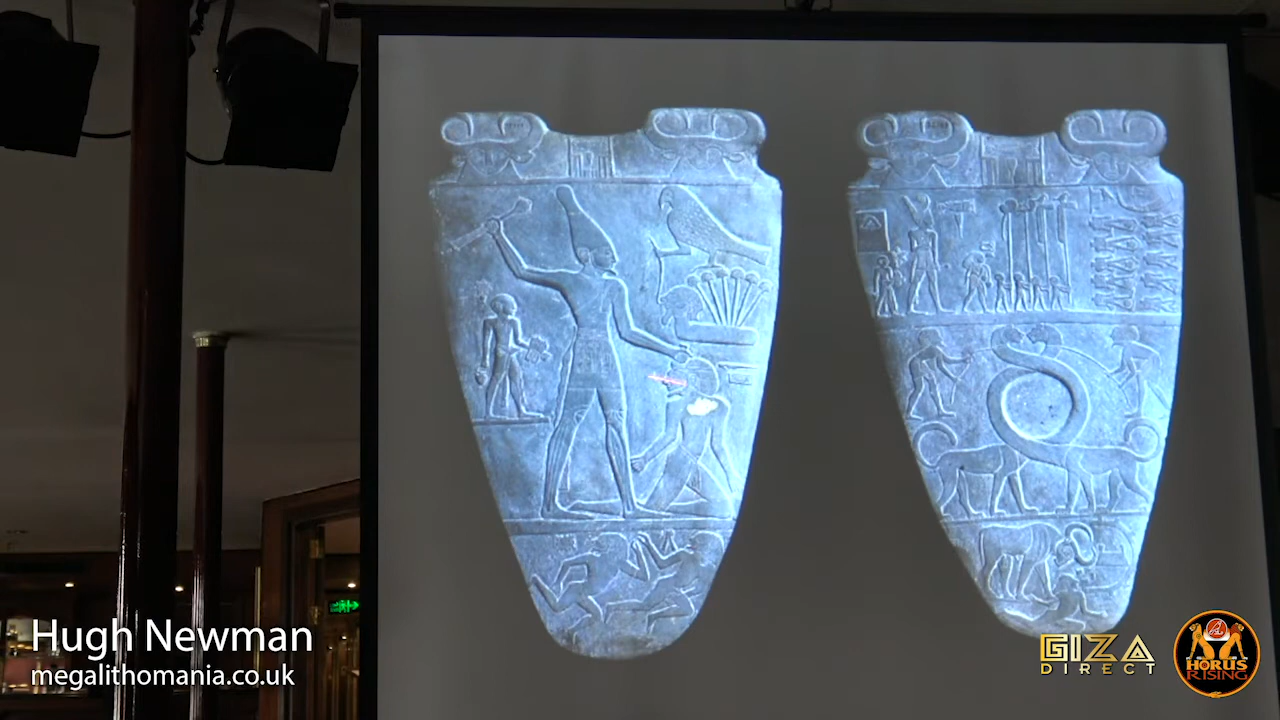 Hugh Newman
megalithomania.co.uk
GIZA
DIRECT
HORUS
RISING